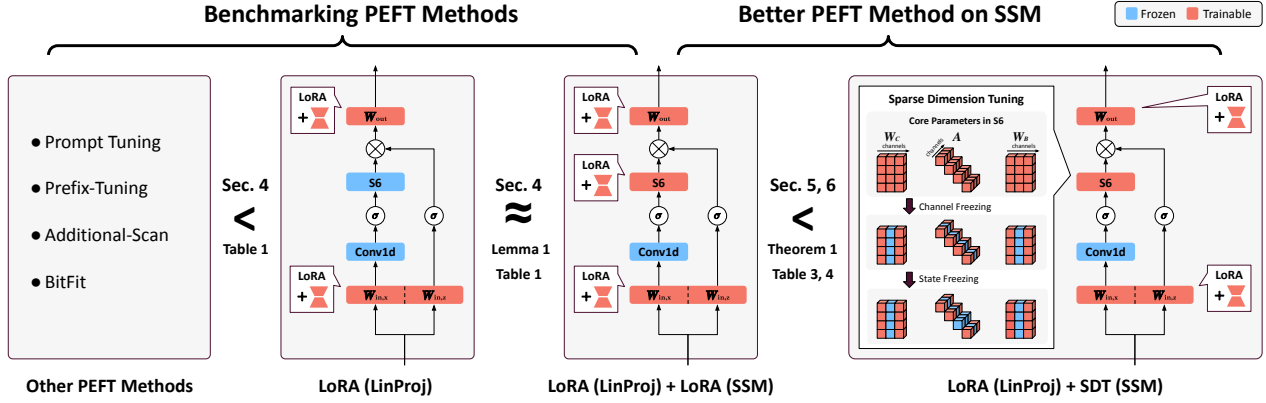 Benchmarking PEFT Methods
Better PEFT Method on SSM
Frozen
Trainable
● Prompt Tuning
● Prefix-Tuning
● Additional-Scan
● BitFit
Other PEFT Methods
Sec. 4
<
Table 1
LoRA
+
W_out
S6
σ
σ
Conv1d
LoRA
+
W_in,x
W_in,z
LoRA (LinProj)
Sec. 4
≈
Lemma 1
Table 1
LoRA
+
W_out
LoRA
+
S6
σ
σ
Conv1d
LoRA
+
W_in,x
W_in,z
LoRA (LinProj) + LoRA (SSM)
Sec. 5, 6
<
Theorem 1
Table 3, 4
Sparse Dimension Tuning
Core Parameters in S6
W_C
A
W_B
channels
channels
channels
Channel Freezing
State Freezing
W_out
LoRA
+
S6
σ
σ
Conv1d
LoRA
+
W_in,x
W_in,z
LoRA (LinProj) + SDT (SSM)